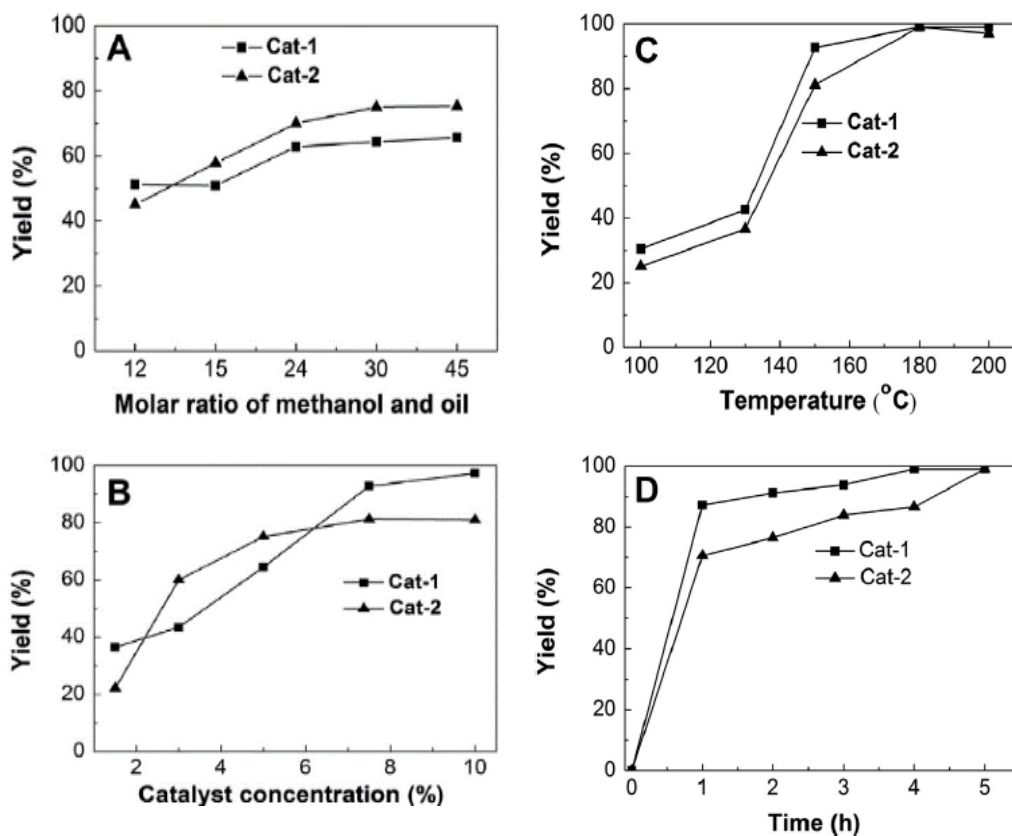 A
Cat-1
Cat-2
Yield (%)
100
80
60
40
20
0
12 15 24 30 45
Molar ratio of methanol and oil
C
Cat-1
Cat-2
Yield (%)
100
80
60
40
20
0
100 120 140 160 180 200
Temperature (°C)
B
Cat-1
Cat-2
Yield (%)
100
80
60
40
20
0
2 4 6 8 10
Catalyst concentration (%)
D
Cat-1
Cat-2
Yield (%)
100
80
60
40
20
0
0 1 2 3 4 5
Time (h)